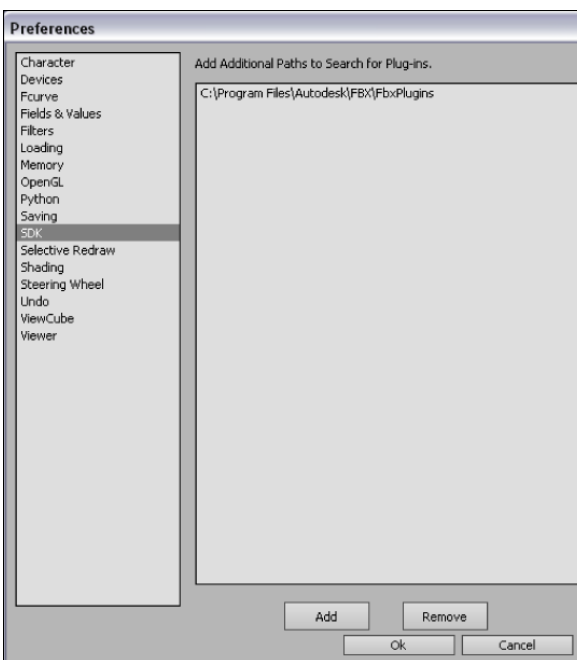 Preferences
Character
Devices
Fcurve
Fields & Values
Filters
Loading
Memory
OpenGL
Python
Saving
SDK
Selective Redraw
Shading
Steering Wheel
Undo
ViewCube
Viewer
Add Additional Paths to Search for Plug-ins.
C:\Program Files\Autodesk\FBX\FbxPlugins
Add Remove
Ok Cancel